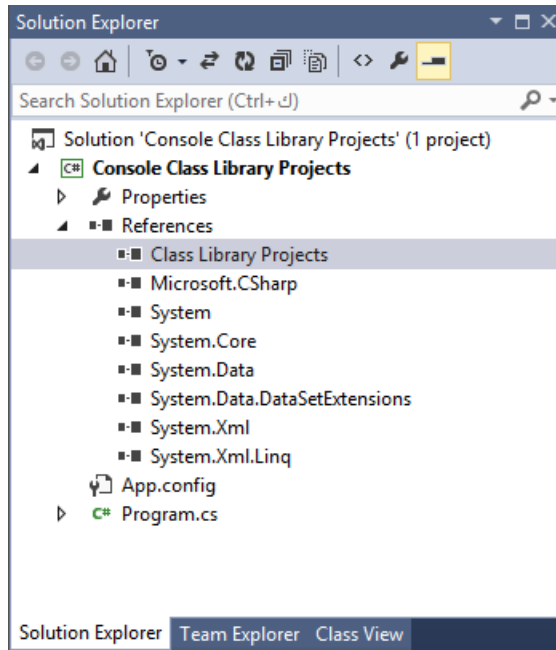 Solution Explorer
Search Solution Explorer (Ctrl+ك)
Solution 'Console Class Library Projects' (1 project)
C# Console Class Library Projects
Properties
References
Class Library Projects
Microsoft.CSharp
System
System.Core
System.Data
System.Data.DataSetExtensions
System.Xml
System.Xml.Linq
App.config
C# Program.cs
Solution Explorer Team Explorer Class View